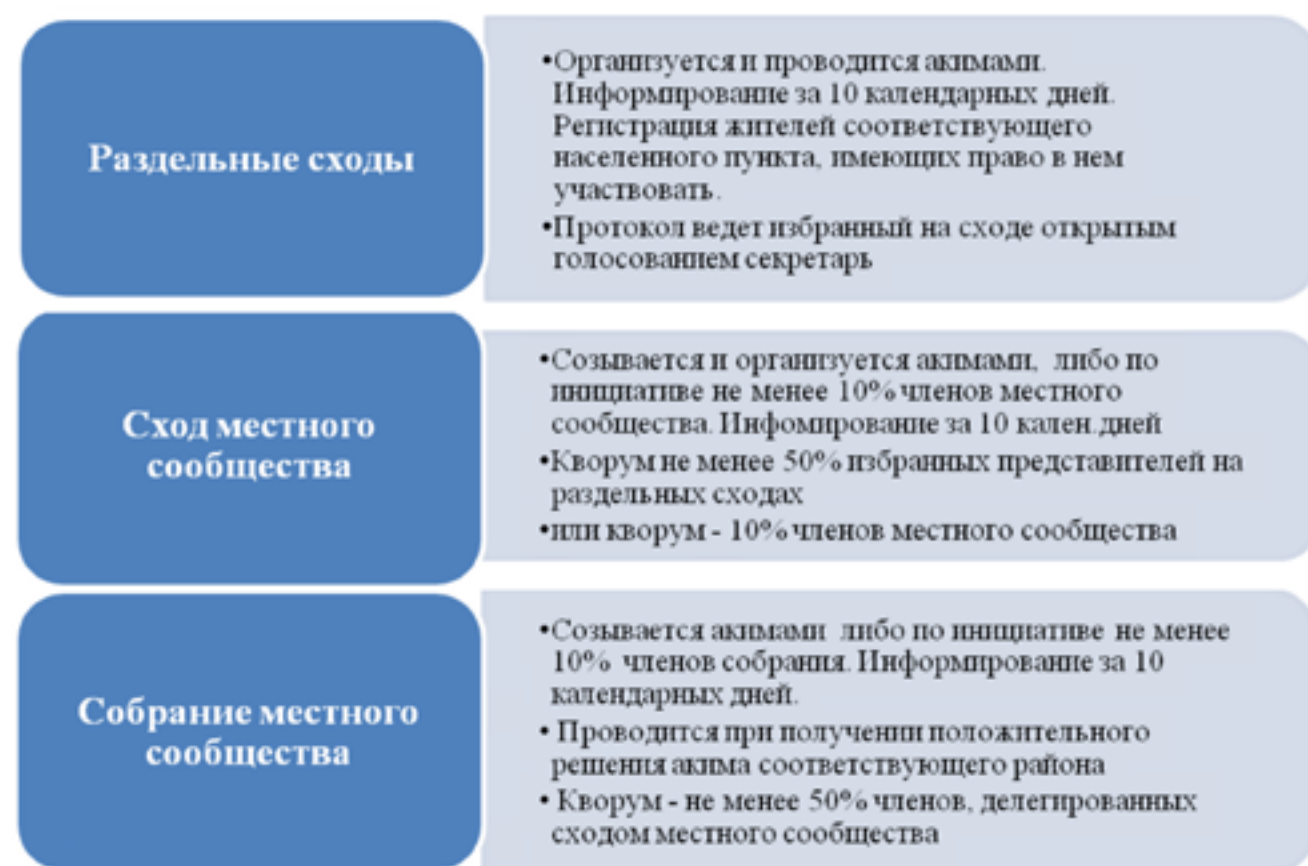 Раздельные сходы
•Организуется и проводится акимами.
Информирование за 10 календарных дней.
Регистрация жителей соответствующего
населенного пункта, имеющих право в нем
участвовать.
•Протокол ведет избранный на сходе открытым
голосованием секретарь
Сход местного
сообщества
•Созывается и организуется акимами, либо по
инициативе не менее 10% членов местного
сообщества. Инфомирование за 10 кален.дней
•Кворум не менее 50% избранных представителей на
раздельных сходах
•или кворум - 10% членов местного сообщества
Собрание местного
сообщества
•Созывается акимами либо по инициативе не менее
10% членов собрания. Информирование за 10
календарных дней.
• Проводится при получении положительного
решения акима соответствующего района
• Кворум - не менее 50% членов, делегированных
сходом местного сообщества